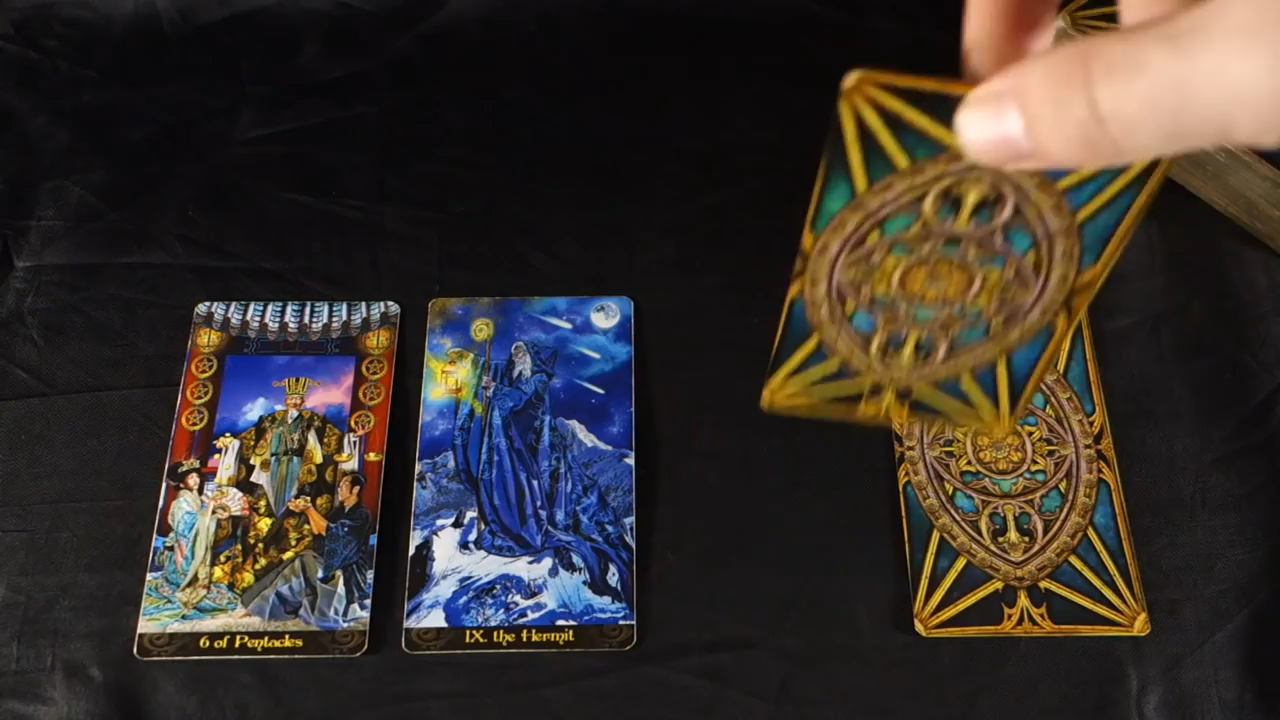 6 of Pentacles
IX. the Hermit